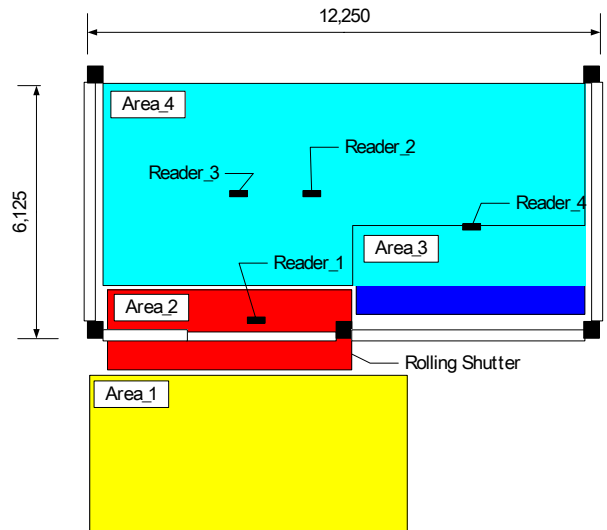 12,250
Area_4
Reader_2
Reader_3
6,125
Reader_4
Area_3
Reader_1
Area_2
Rolling Shutter
Area_1